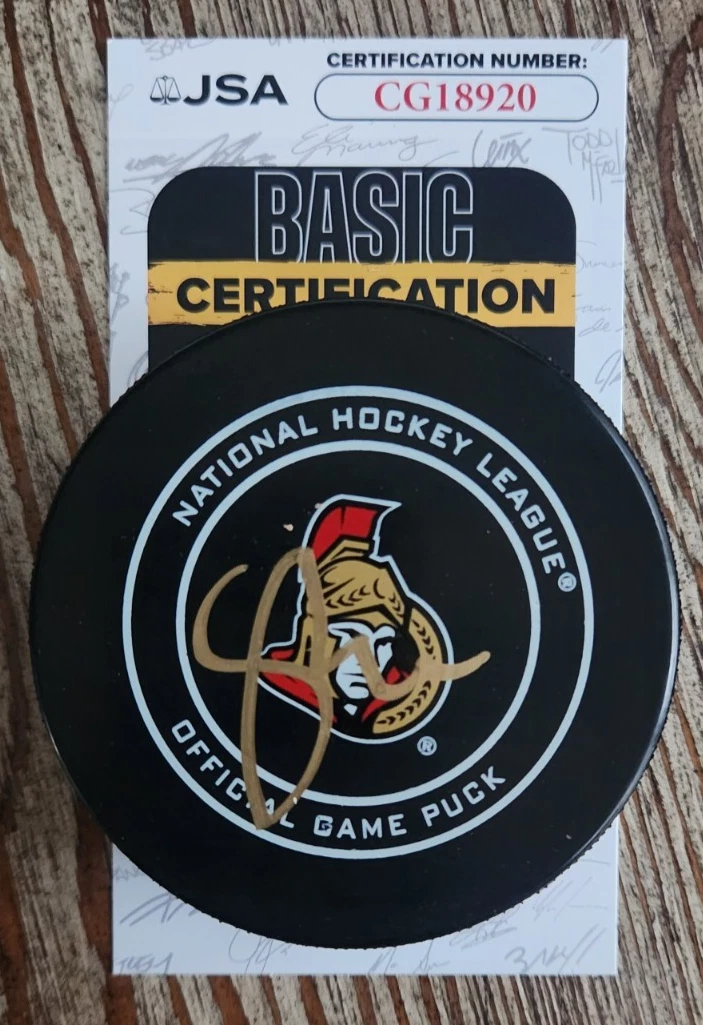 CERTIFICATION NUMBER:
JSA
CG18920
BASIC
CERTIFICATION
NATIONAL HOCKEY LEAGUE®
®
OFFICIAL GAME PUCK